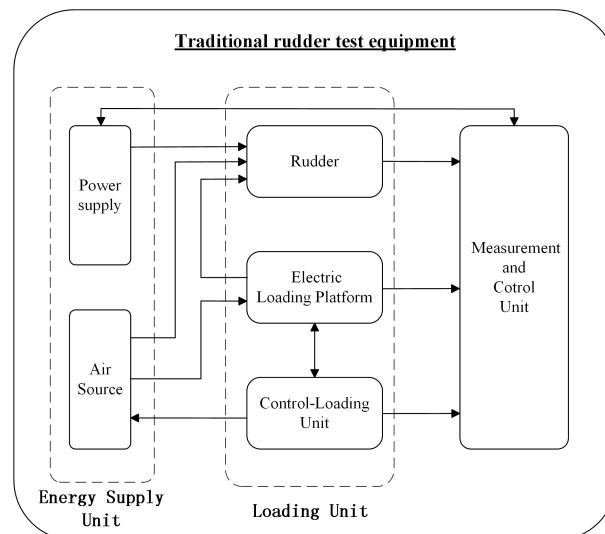 Traditional rudder test equipment
Power
supply
Rudder
Measurement
and
Cotrol
Unit
Electric
Loading Platform
Air
Source
Control-Loading
Unit
Energy Supply
Unit
Loading Unit